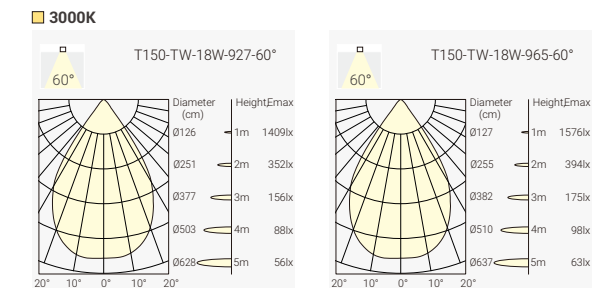 3000K
60°
T150-TW-18W-927-60°
Diameter
(cm)
Height,Emax
Ø126 1m 1409lx
Ø251 2m 352lx
Ø377 3m 156lx
Ø503 4m 88lx
Ø628 5m 56lx
20° 10° 0° 10° 20°
60°
T150-TW-18W-965-60°
Diameter
(cm)
Height,Emax
Ø127 1m 1576lx
Ø255 2m 394lx
Ø382 3m 175lx
Ø510 4m 98lx
Ø637 5m 63lx
20° 10° 0° 10° 20°